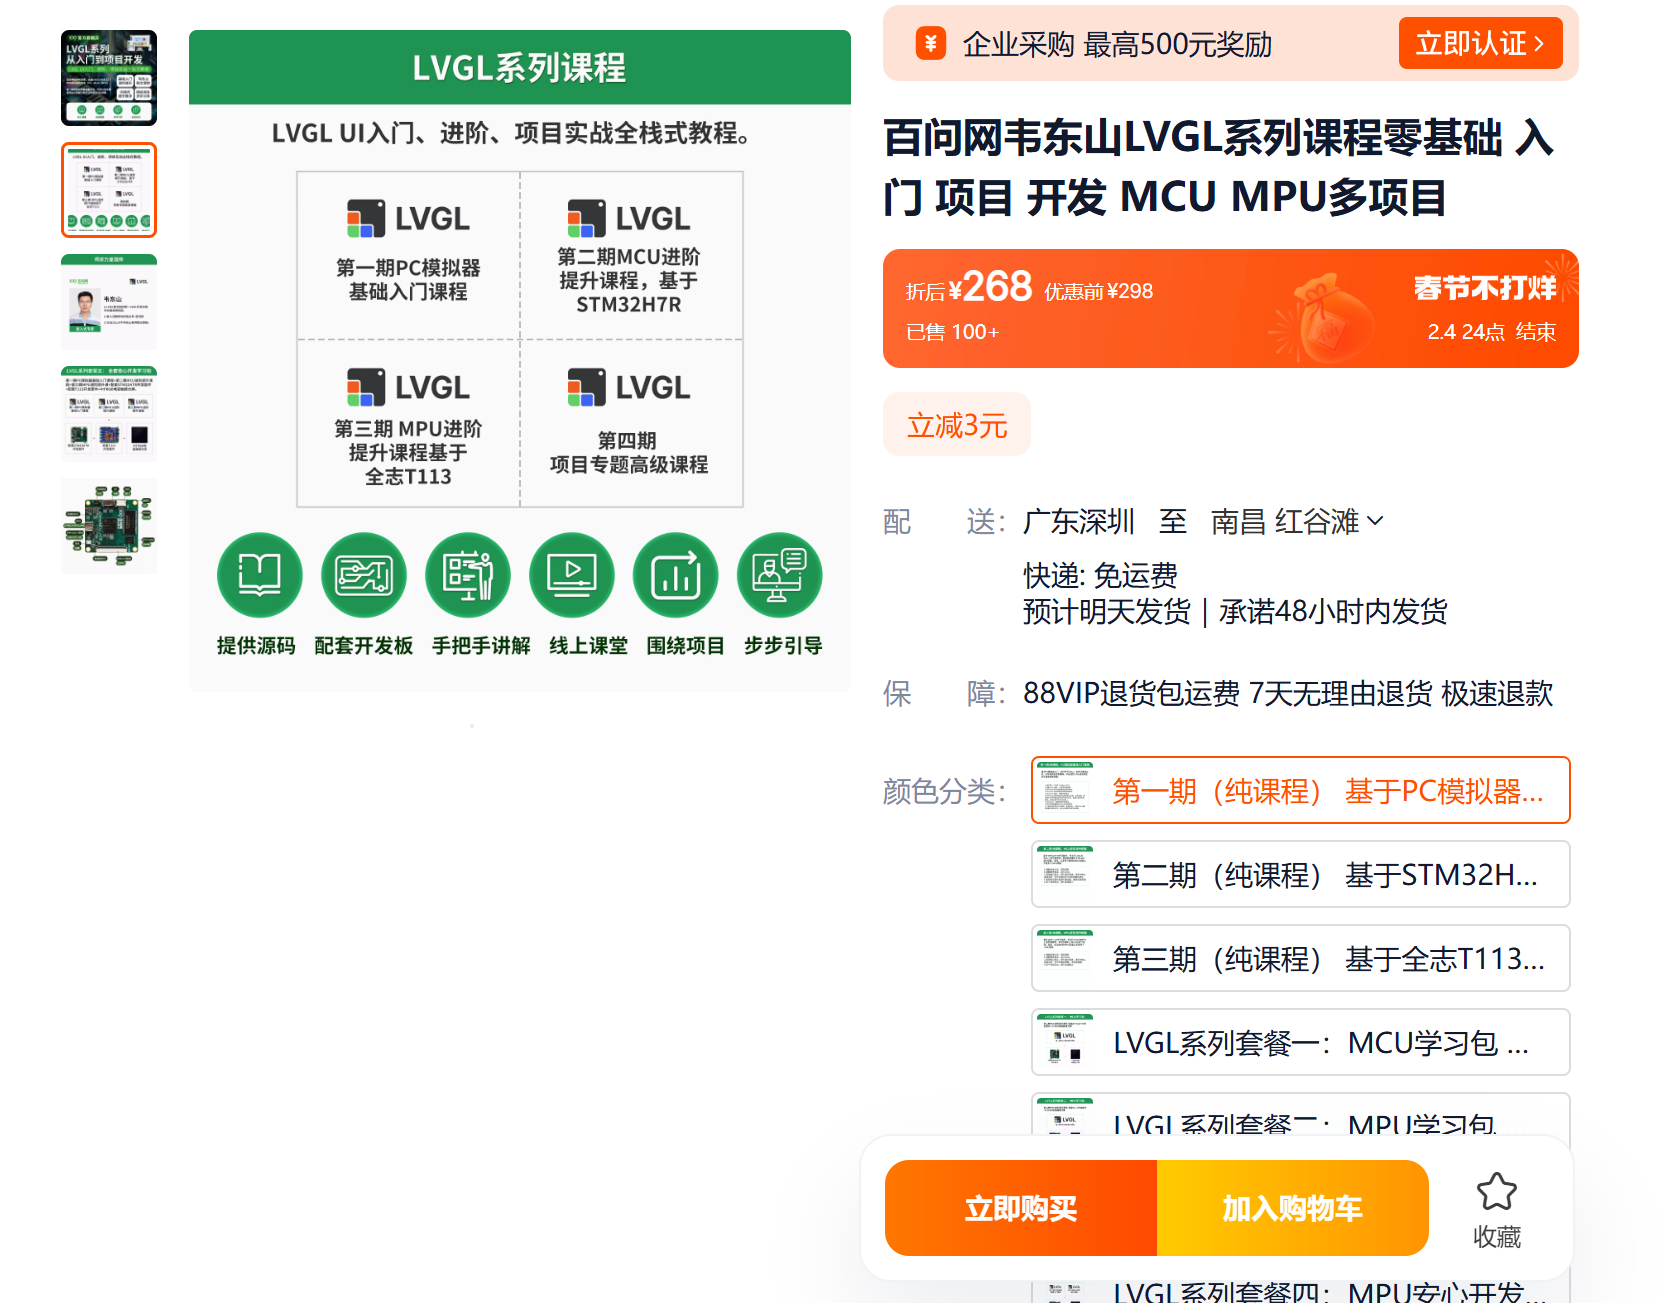 LVGL系列课程
LVGL UI入门、进阶、项目实战全栈式教程。
LVGL
第一期PC模拟器
基础入门课程
LVGL
第二期MCU进阶
提升课程，基于
STM32H7R
LVGL
第三期 MPU进阶
提升课程基于
全志T113
LVGL
第四期
项目专题高级课程
提供源码 配套开发板 手把手讲解 线上课堂 围绕项目 步步引导
企业采购 最高500元奖励
立即认证
百问网韦东山LVGL系列课程零基础 入
门 项目 开发 MCU MPU多项目
折后¥268 优惠前¥298
已售 100+
春节不打烊
2.4 24点 结束
立减3元
配送：广东深圳 至 南昌 红谷滩
快递: 免运费
预计明天发货 | 承诺48小时内发货
保障：88VIP退货包运费 7天无理由退货 极速退款
颜色分类：
第一期（纯课程） 基于PC模拟器...
第二期（纯课程） 基于STM32H...
第三期（纯课程） 基于全志T113...
LVGL系列套餐一：MCU学习包 ...
LVGL系列套餐二：MPU学习包
立即购买
加入购物车
收藏
LVGL系列套餐四：MPU安心开发...
LVGL系列
从入门到项目开发
韦东山